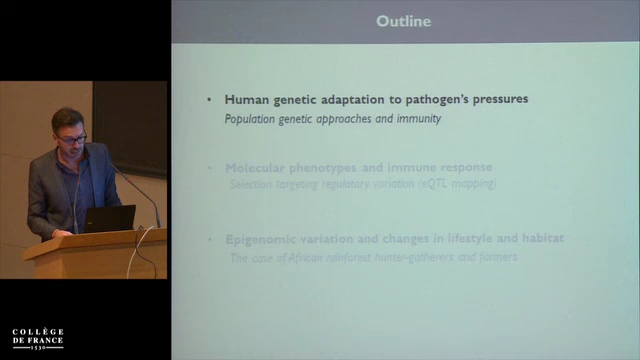 Outline
• Human genetic adaptation to pathogen's pressures
Population genetic approaches and immunity
• Molecular phenotypes and immune response
Selection targeting regulatory variation (eQTL mapping)
• Epigenomic variation and changes in lifestyle and habitat
The case of African rainforest hunter-gatherers and farmers
COLLÈGE
DE FRANCE
1530